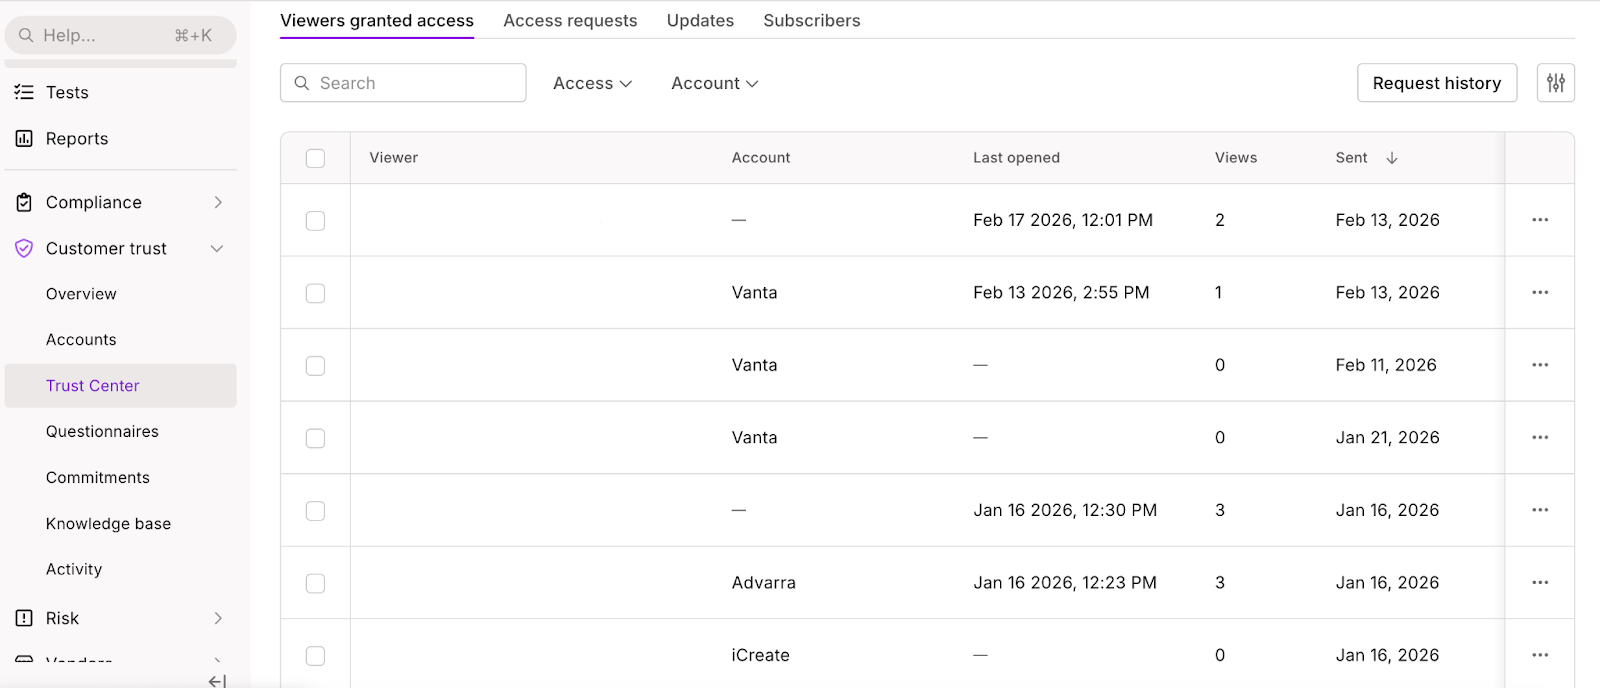 Help... ⌘+K
Tests
Reports
Compliance
Customer trust
Overview
Accounts
Trust Center
Questionnaires
Commitments
Knowledge base
Activity
Risk
Viewers granted access Access requests Updates Subscribers
Search Access Account Request history
Viewer Account Last opened Views Sent ↓
— Feb 17 2026, 12:01 PM 2 Feb 13, 2026 ...
Vanta Feb 13 2026, 2:55 PM 1 Feb 13, 2026 ...
Vanta — 0 Feb 11, 2026 ...
Vanta — 0 Jan 21, 2026 ...
— Jan 16 2026, 12:30 PM 3 Jan 16, 2026 ...
Advarra Jan 16 2026, 12:23 PM 3 Jan 16, 2026 ...
iCreate — 0 Jan 16, 2026 ...